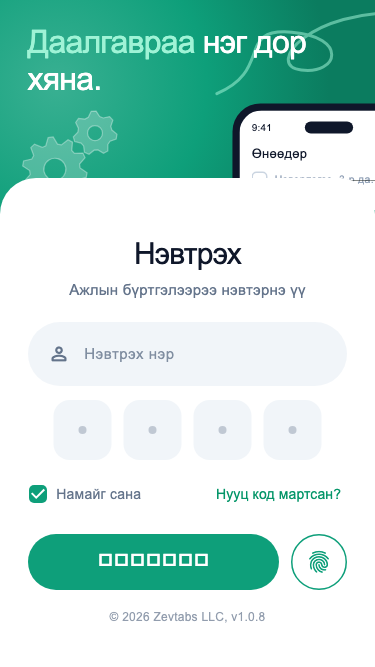 Даалгавраа нэг дор
хяна.
9:41
Өнөөдөр
Нэвтрэх
Ажлын бүртгэлээрээ нэвтэрнэ үү
Нэвтрэх нэр
Намайг сана
Нууц код мартсан?
© 2026 Zevtabs LLC, v1.0.8